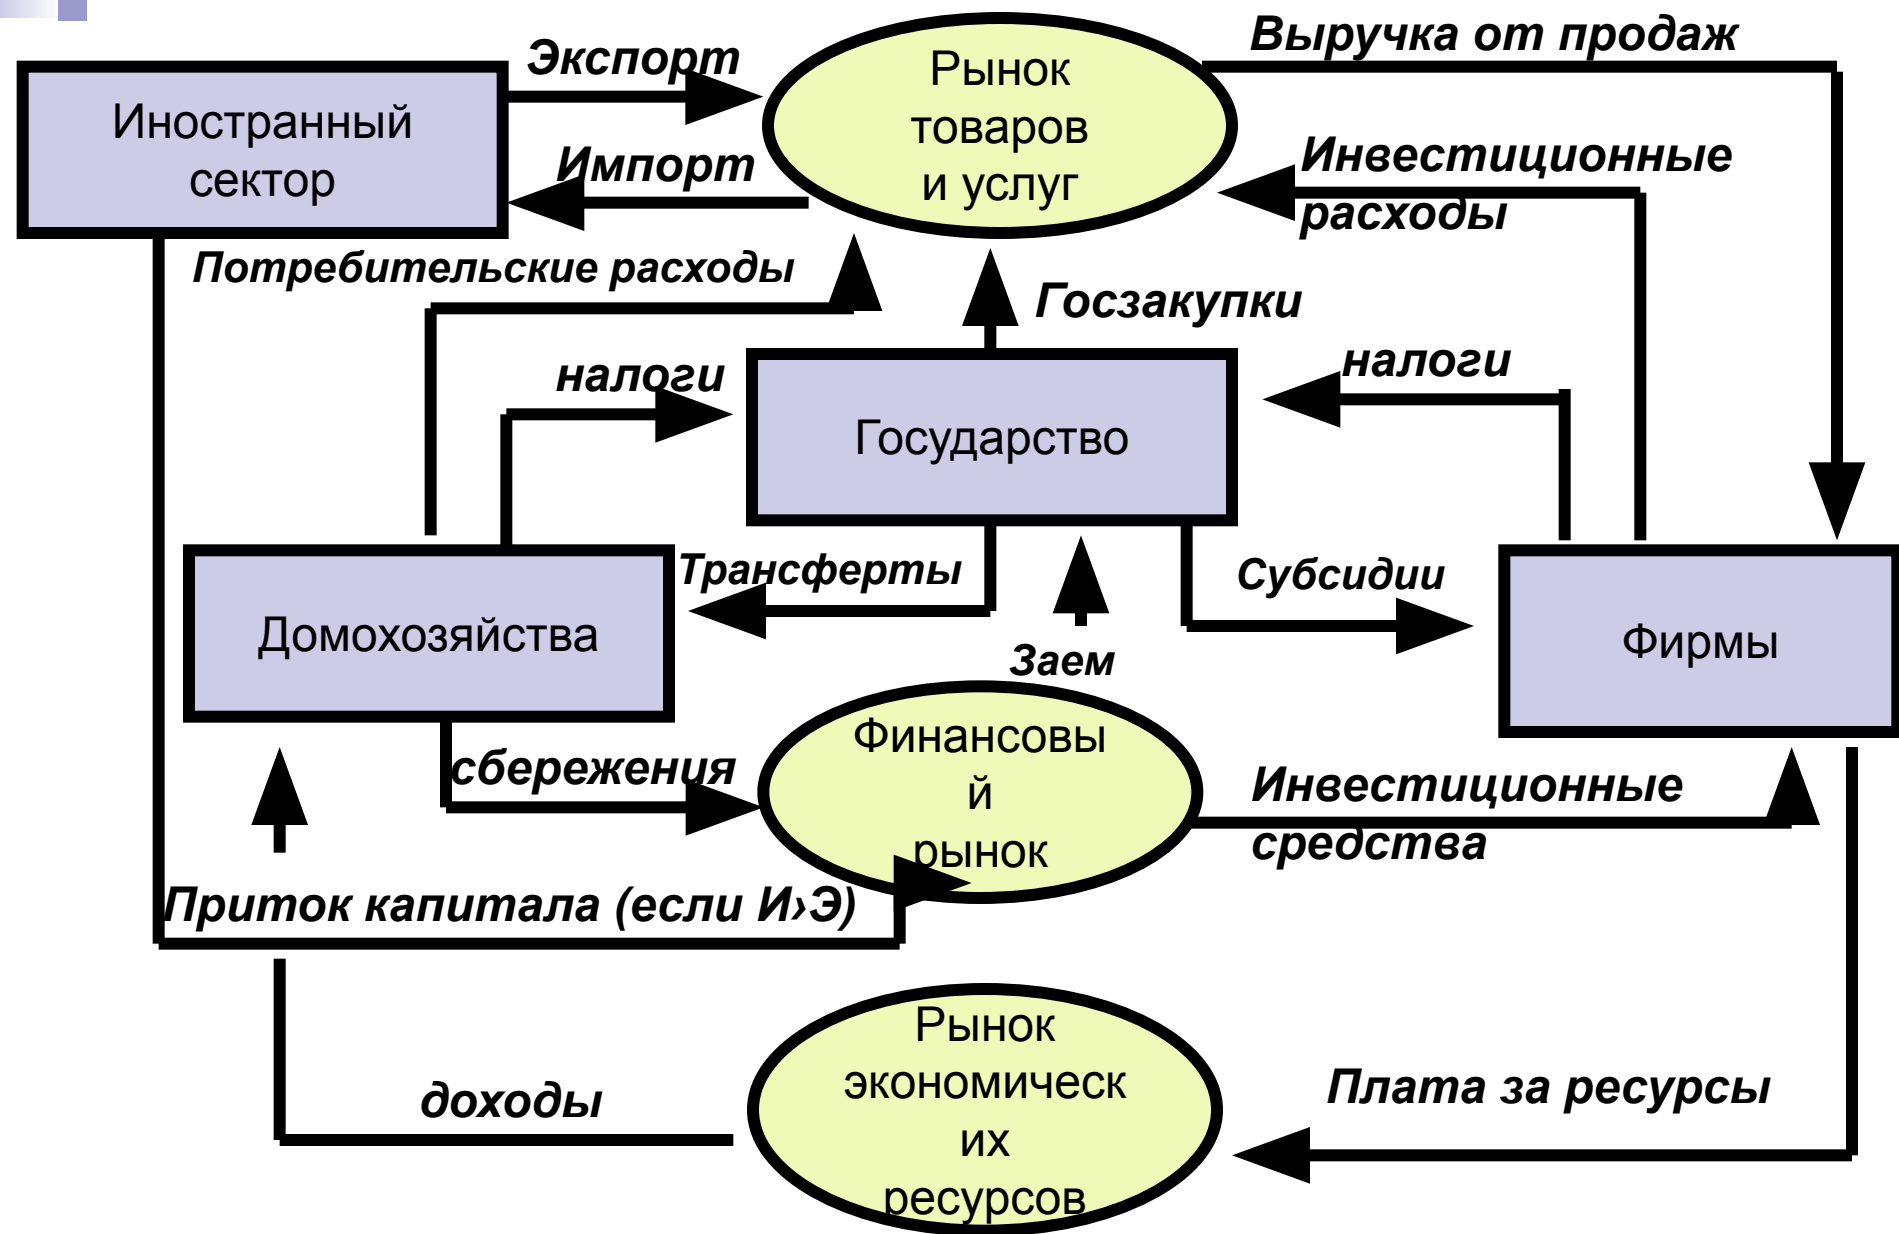 Экспорт
Рынок
товаров
и услуг
Выручка от продаж
Иностранный
сектор
Импорт
Инвестиционные
расходы
Потребительские расходы
Госзакупки
налоги
Государство
налоги
Домохозяйства
Трансферты
Заем
Субсидии
Фирмы
сбережения
Финансовы
й
рынок
Инвестиционные
средства
Приток капитала (если И›Э)
доходы
Рынок
экономическ
их
ресурсов
Плата за ресурсы